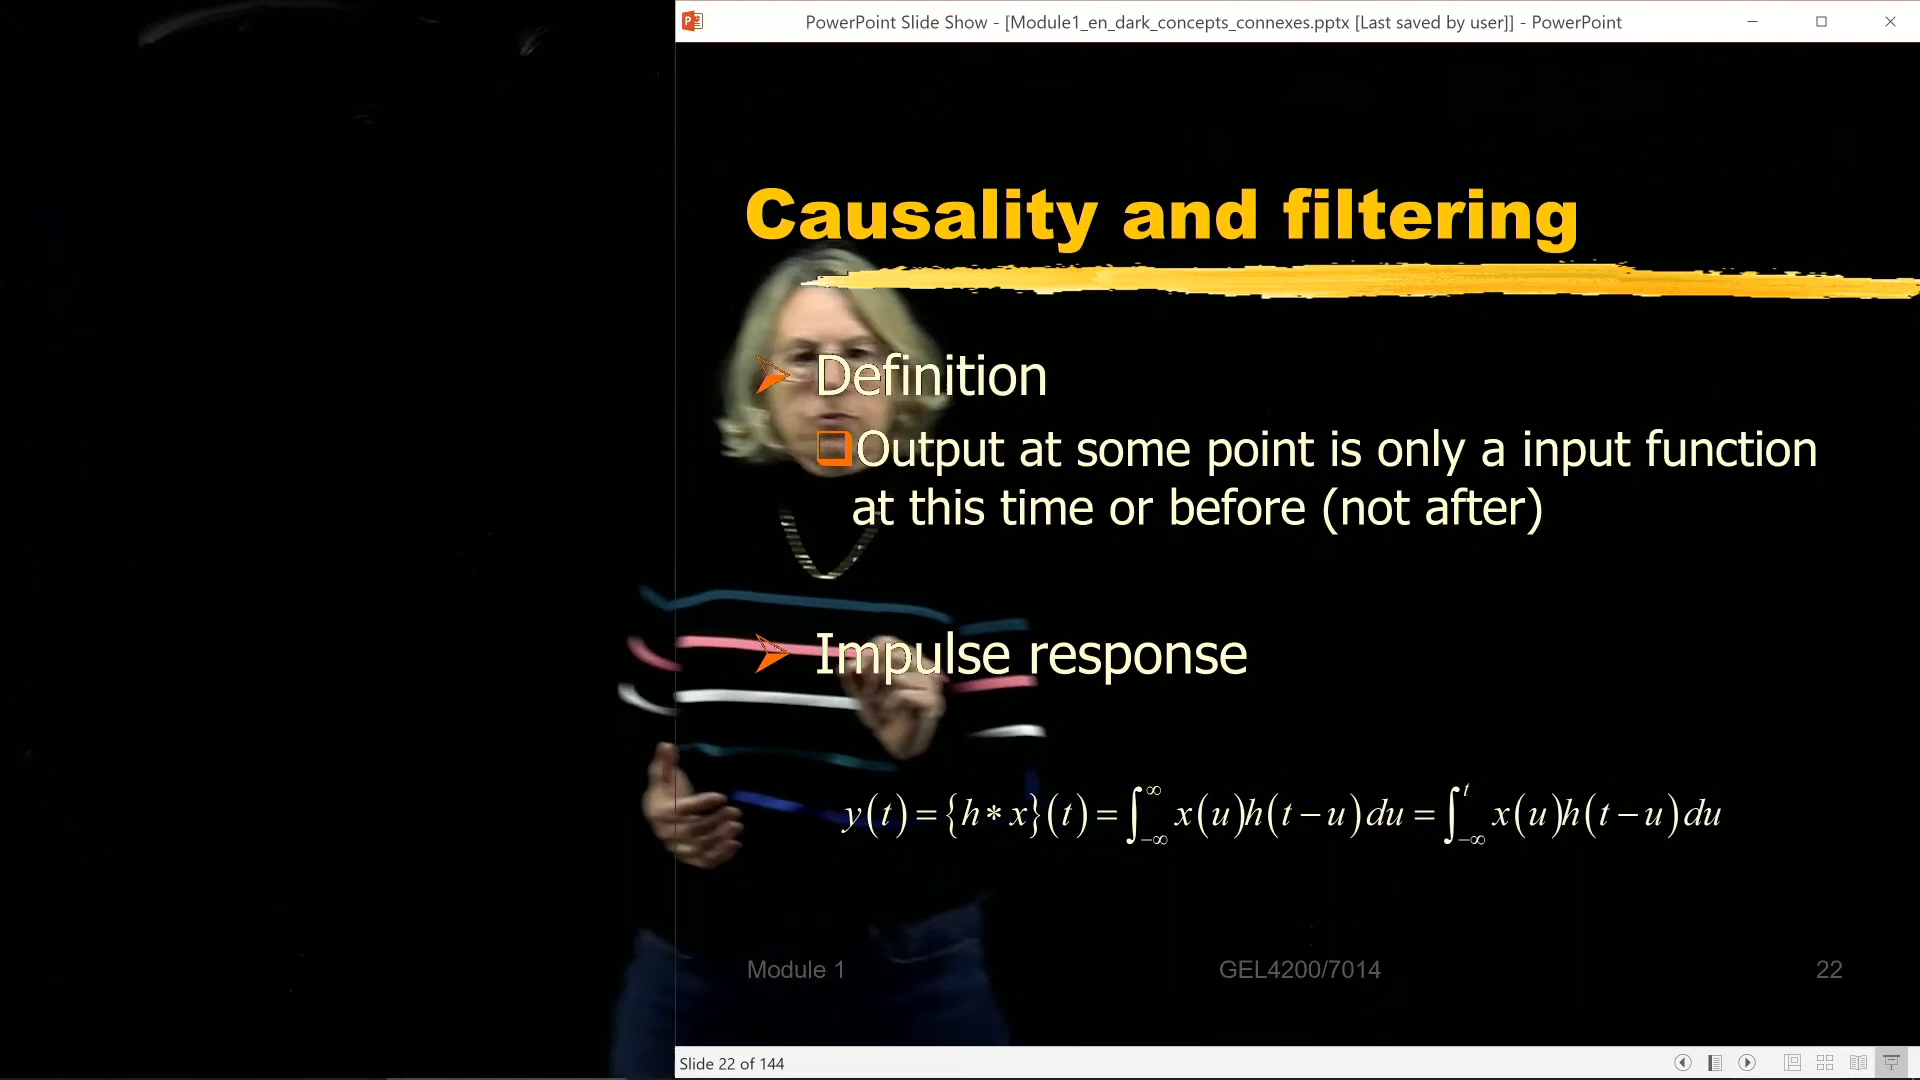 PowerPoint Slide Show - [Module1_en_dark_concepts_connexes.pptx [Last saved by user]] - PowerPoint
Causality and filtering
Definition
Output at some point is only a input function
at this time or before (not after)
Impulse response
y(t) = {h * x}(t) = ∫_{-∞}^{∞} x(u)h(t − u)du = ∫_{-∞}^{t} x(u)h(t − u)du
Module 1 GEL4200/7014 22
Slide 22 of 144